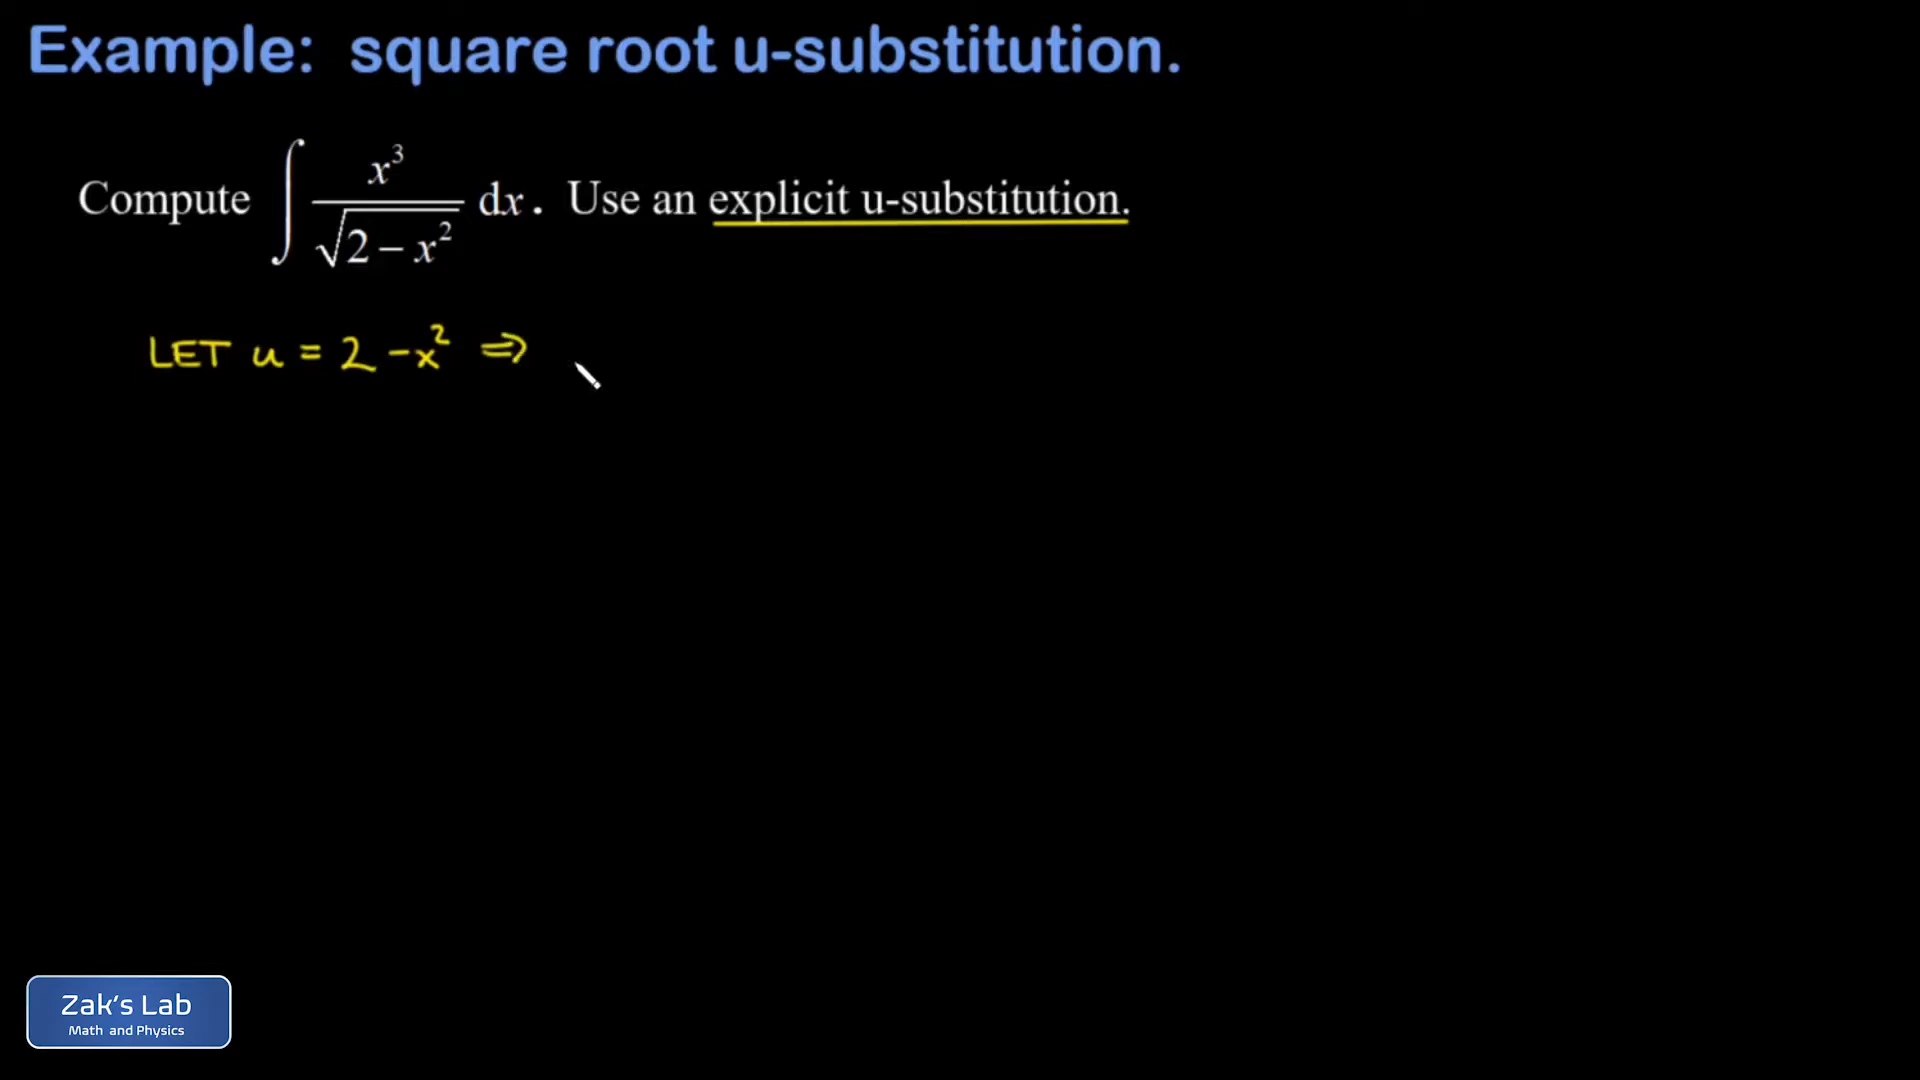 Example: square root u-substitution.
Compute ∫ x³/√(2 − x²) dx. Use an explicit u-substitution.
LET u = 2 - x² ⇒
Zak's Lab
Math and Physics